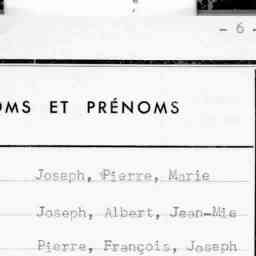 - 6 -
OMS ET PRÉNOMS
Joseph, Pierre, Marie
Joseph, Albert, Jean-Mie
Pierre, François, Joseph